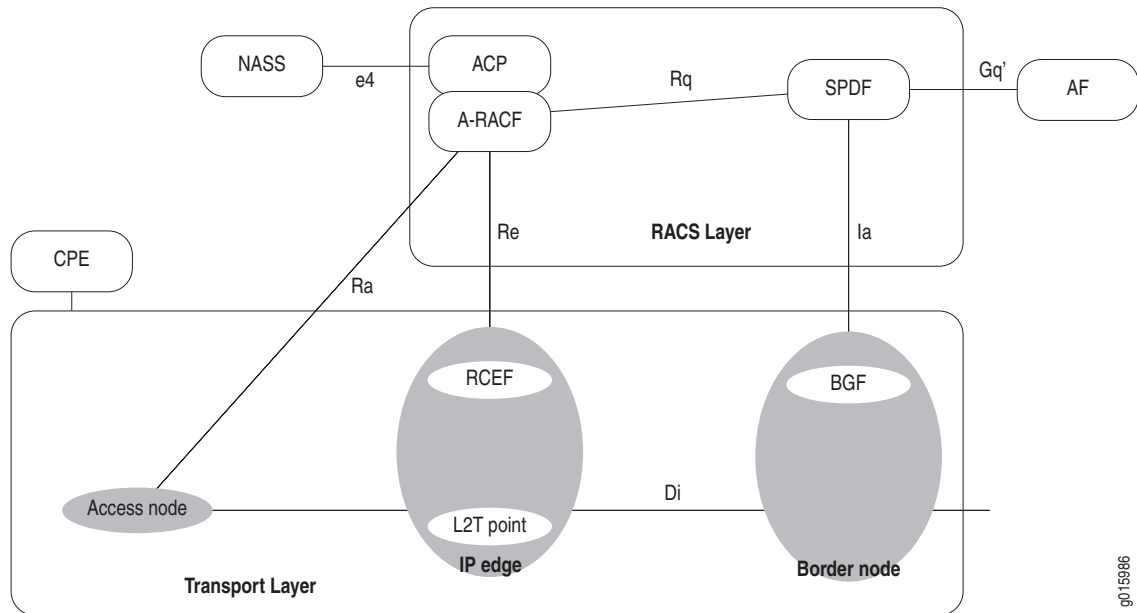 NASS
e4
ACP
A-RACF
Rq
SPDF
Gq’
AF
Re
RACS Layer
Ia
CPE
Ra
RCEF
BGF
Access node
Di
L2T point
IP edge
Border node
Transport Layer
g015986